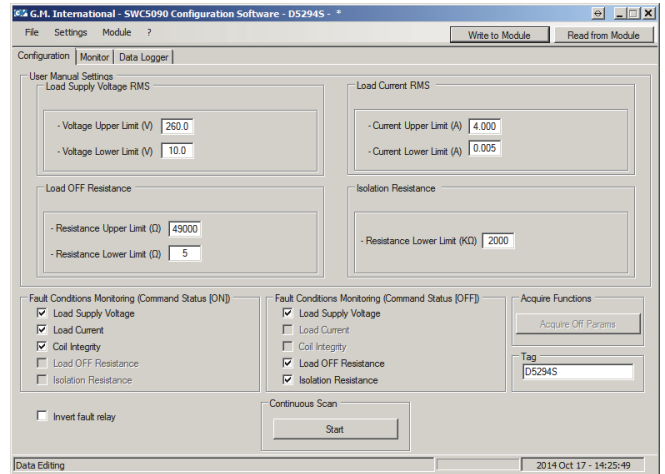 G.M. International - SWC5090 Configuration Software - D5294S - *
File Settings Module ? Write to Module Read from Module
Configuration Monitor Data Logger
User Manual Settings
Load Supply Voltage RMS
- Voltage Upper Limit (V) 260.0
- Voltage Lower Limit (V) 10.0
Load Current RMS
- Current Upper Limit (A) 4.000
- Current Lower Limit (A) 0.005
Load OFF Resistance
- Resistance Upper Limit (Ω) 49000
- Resistance Lower Limit (Ω) 5
Isolation Resistance
- Resistance Lower Limit (KΩ) 2000
Fault Conditions Monitoring (Command Status [ON])
Load Supply Voltage
Load Current
Coil Integrity
Load OFF Resistance
Isolation Resistance
Fault Conditions Monitoring (Command Status [OFF])
Load Supply Voltage
Load Current
Coil Integrity
Load OFF Resistance
Isolation Resistance
Acquire Functions
Acquire Off Params
Tag
D5294S
Invert fault relay
Continuous Scan
Start
Data Editing 2014 Oct 17 - 14:25:49